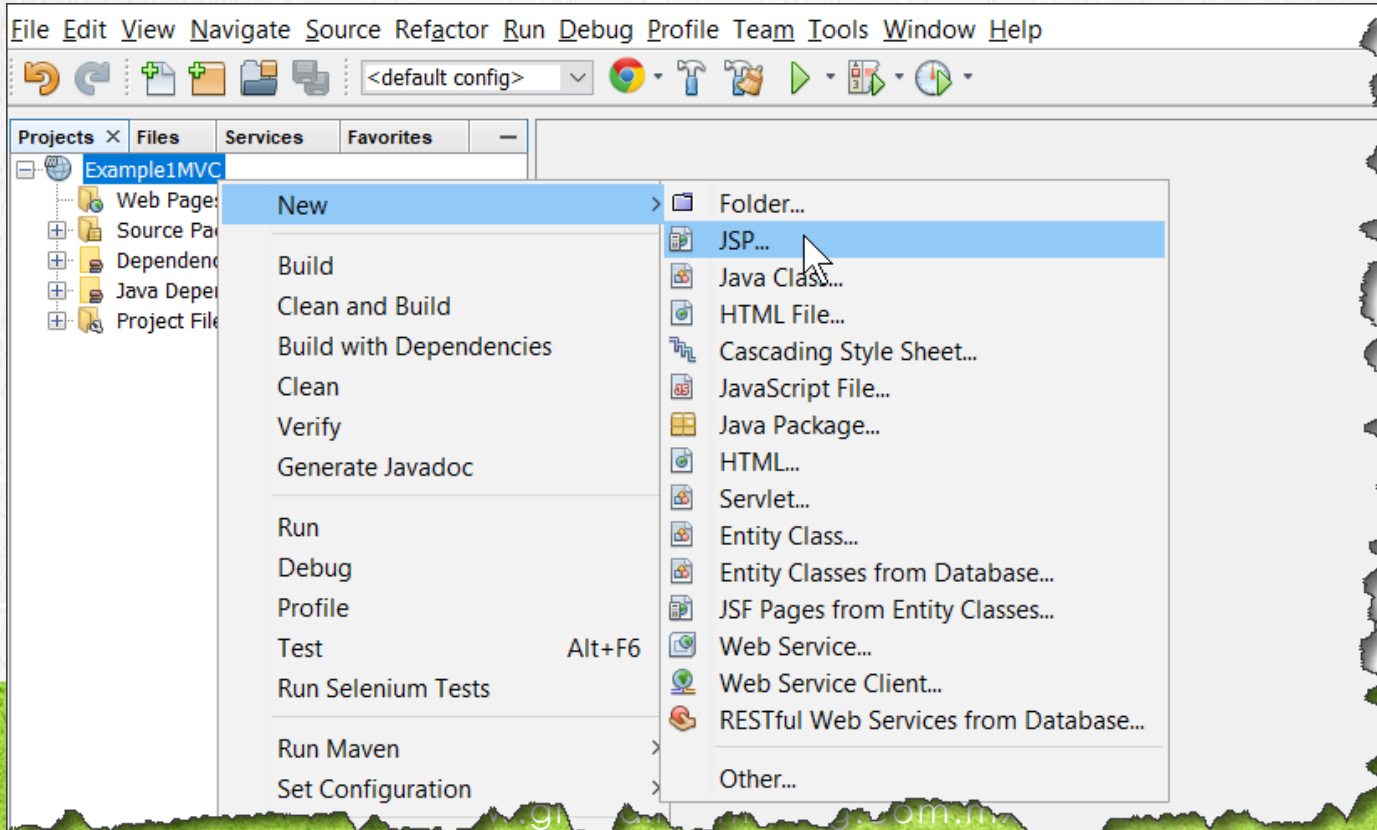 File Edit View Navigate Source Refactor Run Debug Profile Team Tools Window Help
<default config>
Projects Files Services Favorites
Example1MVC
Web Pages
Source Pa
Dependenc
Java Deper
Project File
New
Build
Clean and Build
Build with Dependencies
Clean
Verify
Generate Javadoc
Run
Debug
Profile
Test Alt+F6
Run Selenium Tests
Run Maven
Set Configuration
Folder...
JSP...
Java Class...
HTML File...
Cascading Style Sheet...
JavaScript File...
Java Package...
HTML...
Servlet...
Entity Class...
Entity Classes from Database...
JSF Pages from Entity Classes...
Web Service...
Web Service Client...
RESTful Web Services from Database...
Other...